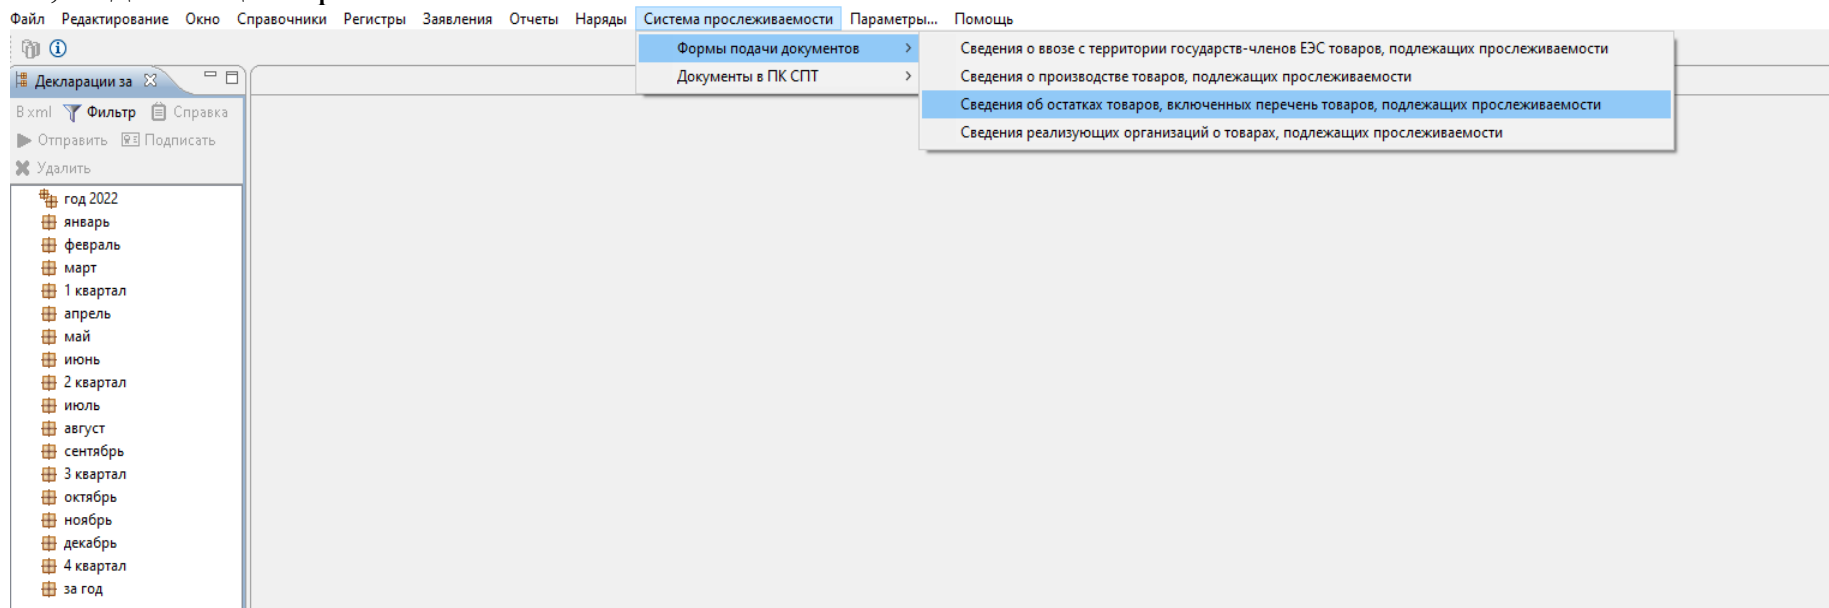 Файл Редактирование Окно Справочники Регистры Заявления Отчеты Наряды Система прослеживаемости Параметры... Помощь
Формы подачи документов > Сведения о ввозе с территории государств-членов ЕЭС товаров, подлежащих прослеживаемости
Декларации за
Документы в ПК СПТ > Сведения о производстве товаров, подлежащих прослеживаемости
В xml Фильтр Справка
Сведения об остатках товаров, включенных перечень товаров, подлежащих прослеживаемости
Отправить Подписать
Сведения реализующих организаций о товарах, подлежащих прослеживаемости
Удалить
год 2022
январь
февраль
март
1 квартал
апрель
май
июнь
2 квартал
июль
август
сентябрь
3 квартал
октябрь
ноябрь
декабрь
4 квартал
за год